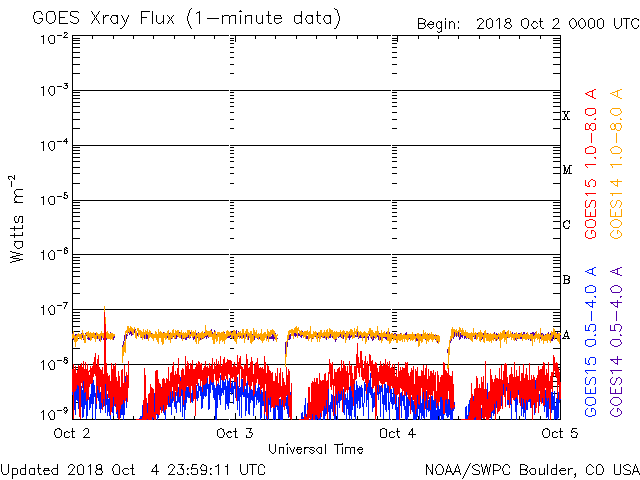 GOES Xray Flux (1-minute data)
Begin: 2018 Oct 2 0000 UTC
10⁻²
10⁻³
10⁻⁴
10⁻⁵
10⁻⁶
10⁻⁷
10⁻⁸
10⁻⁹
Watts m⁻²
X
M
C
B
A
GOES15 1.0-8.0 A
GOES14 1.0-8.0 A
GOES15 0.5-4.0 A
GOES14 0.5-4.0 A
Oct 2 Oct 3 Oct 4 Oct 5
Universal Time
Updated 2018 Oct 4 23:59:11 UTC
NOAA/SWPC Boulder, CO USA